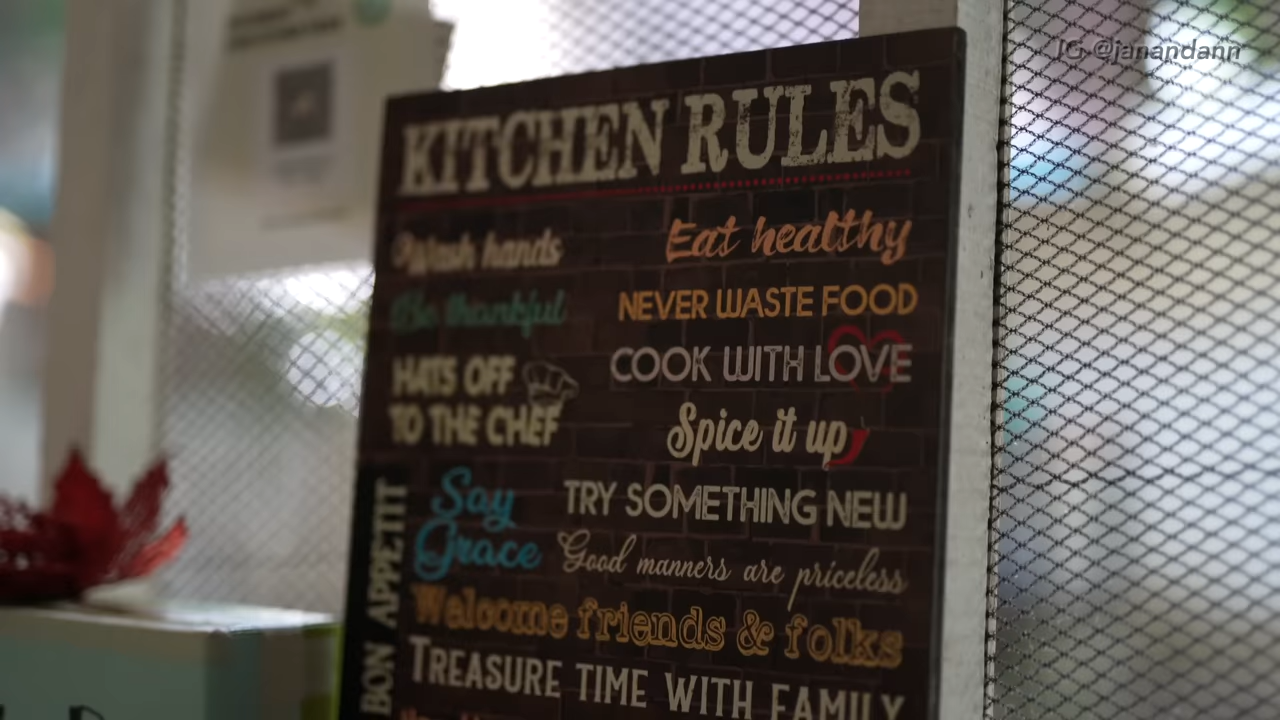 IG @janandann
KITCHEN RULES
Wash hands
Eat healthy
Be thankful
NEVER WASTE FOOD
HATS OFF
TO THE CHEF
COOK WITH LOVE
Spice it up
Say
Grace
TRY SOMETHING NEW
Good manners are priceless
BON APPETIT
Welcome friends & folks
TREASURE TIME WITH FAMILY